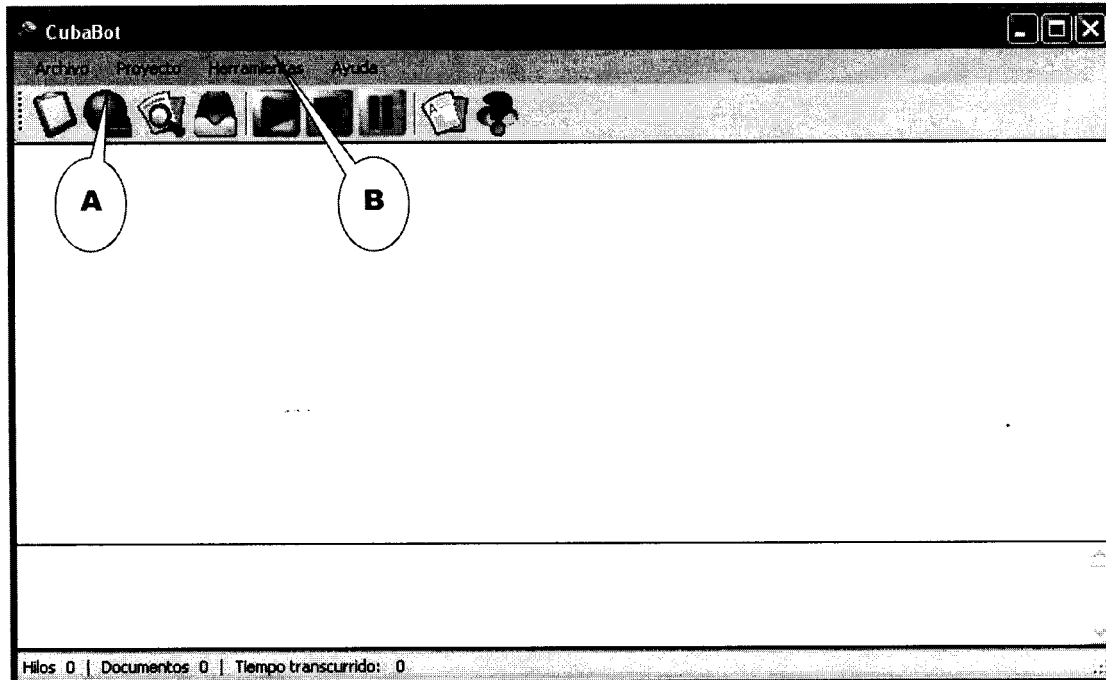 CubaBot
Archivo Proyecto Herramientas Ayuda
A
B
Hilos 0 | Documentos 0 | Tiempo transcurrido: 0